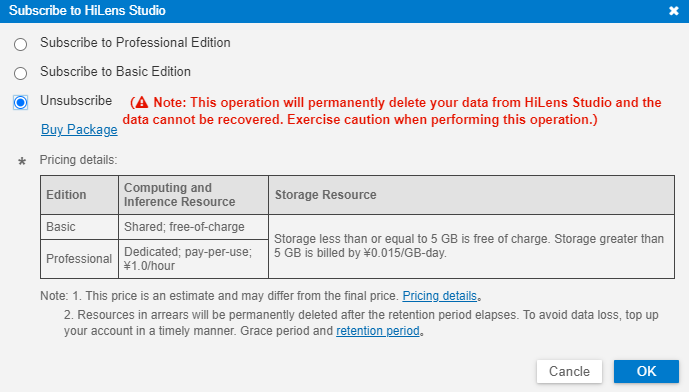 Subscribe to HiLens Studio
Subscribe to Professional Edition
Subscribe to Basic Edition
Unsubscribe (⚠ Note: This operation will permanently delete your data from HiLens Studio and the
data cannot be recovered. Exercise caution when performing this operation.)
Buy Package
* Pricing details:
Edition
Computing and
Inference Resource
Storage Resource
Basic
Shared; free-of-charge
Storage less than or equal to 5 GB is free of charge. Storage greater than
5 GB is billed by ¥0.015/GB-day.
Professional
Dedicated; pay-per-use;
¥1.0/hour
Note: 1. This price is an estimate and may differ from the final price. Pricing details。
2. Resources in arrears will be permanently deleted after the retention period elapses. To avoid data loss, top up
your account in a timely manner. Grace period and retention period。
Cancle
OK